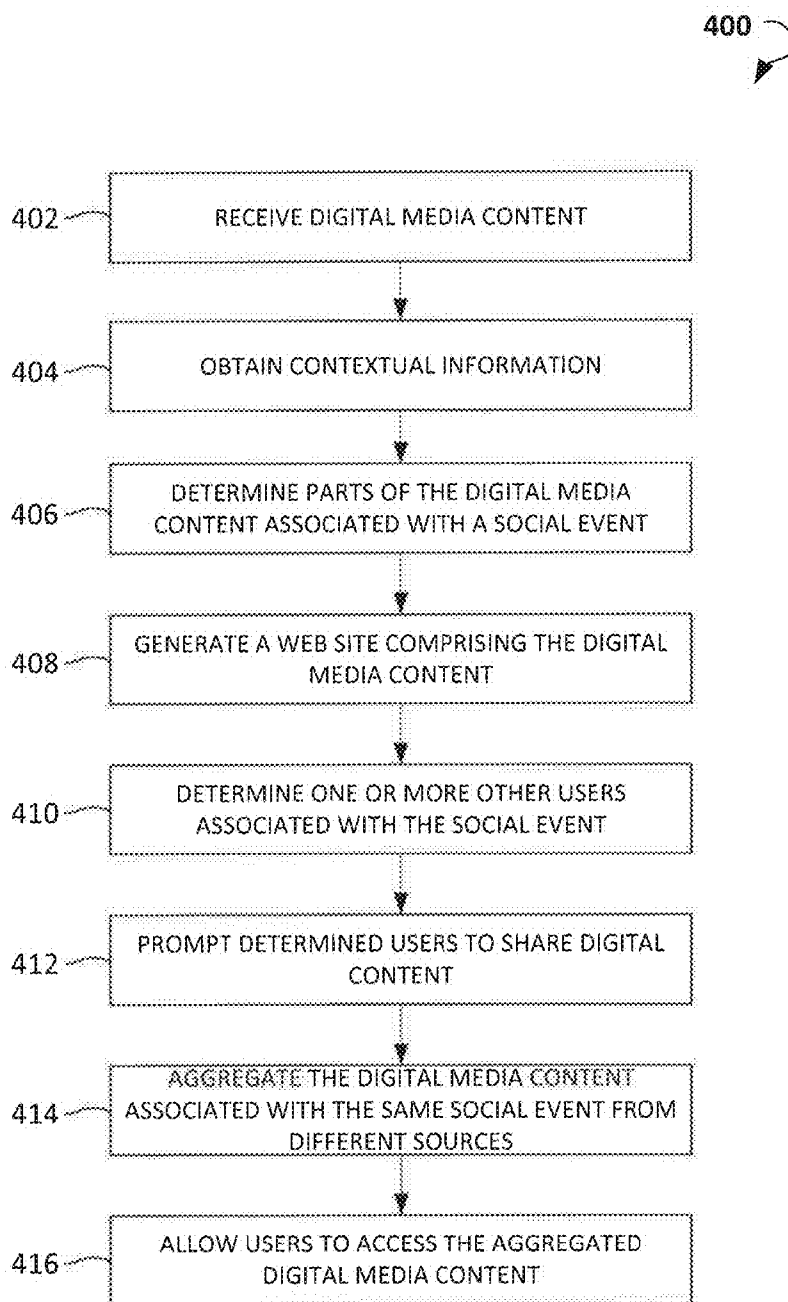 400
402
RECEIVE DIGITAL MEDIA CONTENT
404
OBTAIN CONTEXTUAL INFORMATION
406
DETERMINE PARTS OF THE DIGITAL MEDIA
CONTENT ASSOCIATED WITH A SOCIAL EVENT
408
GENERATE A WEB SITE COMPRISING THE DIGITAL
MEDIA CONTENT
410
DETERMINE ONE OR MORE OTHER USERS
ASSOCIATED WITH THE SOCIAL EVENT
412
PROMPT DETERMINED USERS TO SHARE DIGITAL
CONTENT
414
AGGREGATE THE DIGITAL MEDIA CONTENT
ASSOCIATED WITH THE SAME SOCIAL EVENT FROM
DIFFERENT SOURCES
416
ALLOW USERS TO ACCESS THE AGGREGATED
DIGITAL MEDIA CONTENT